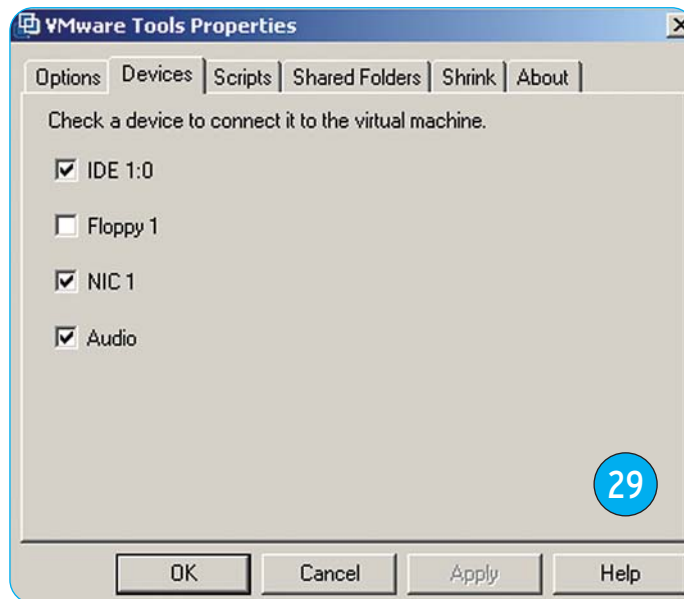 VMware Tools Properties
Options Devices Scripts Shared Folders Shrink About
Check a device to connect it to the virtual machine.
IDE 1:0
Floppy 1
NIC 1
Audio
29
OK Cancel Apply Help